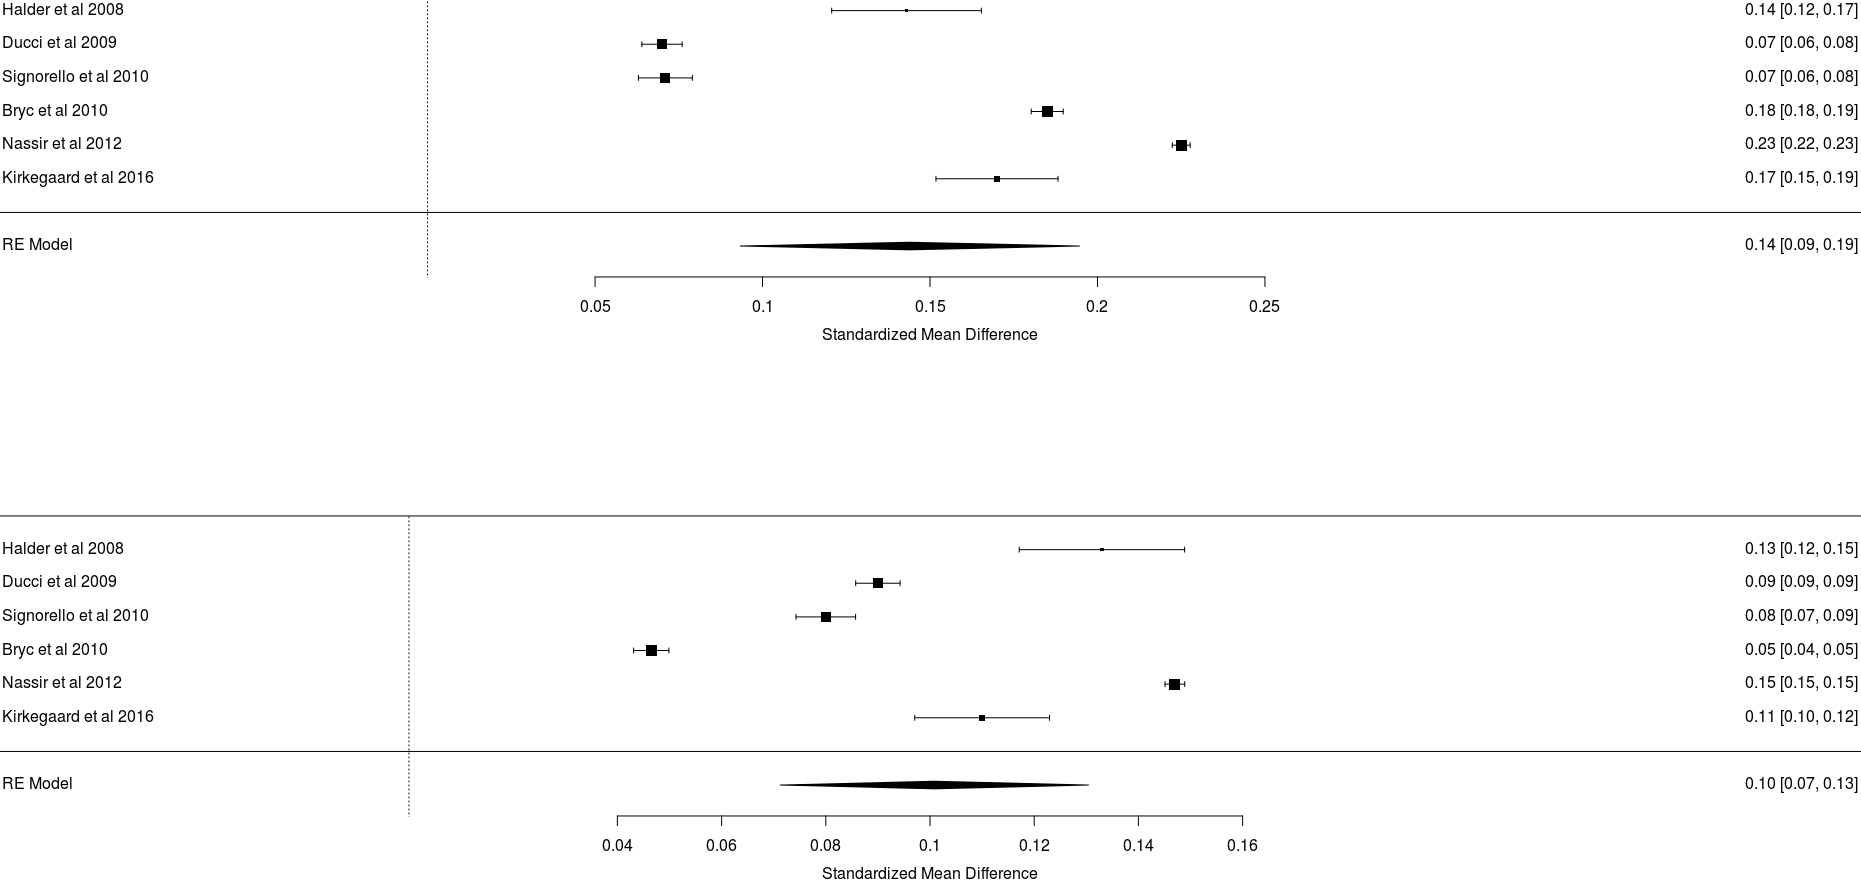 Halder et al 2008 0.14 [0.12, 0.17]
Ducci et al 2009 0.07 [0.06, 0.08]
Signorello et al 2010 0.07 [0.06, 0.08]
Bryc et al 2010 0.18 [0.18, 0.19]
Nassir et al 2012 0.23 [0.22, 0.23]
Kirkegaard et al 2016 0.17 [0.15, 0.19]
RE Model 0.14 [0.09, 0.19]
0.05 0.1 0.15 0.2 0.25
Standardized Mean Difference
Halder et al 2008 0.13 [0.12, 0.15]
Ducci et al 2009 0.09 [0.09, 0.09]
Signorello et al 2010 0.08 [0.07, 0.09]
Bryc et al 2010 0.05 [0.04, 0.05]
Nassir et al 2012 0.15 [0.15, 0.15]
Kirkegaard et al 2016 0.11 [0.10, 0.12]
RE Model 0.10 [0.07, 0.13]
0.04 0.06 0.08 0.1 0.12 0.14 0.16
Standardized Mean Difference